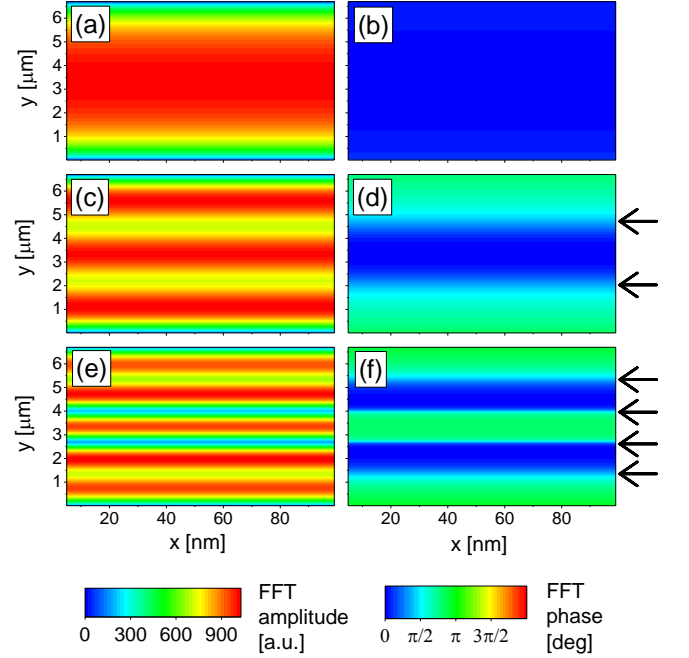 (a)
(b)
y [μm]
6
5
4
3
2
1
(c)
(d)
y [μm]
6
5
4
3
2
1
(e)
(f)
y [μm]
6
5
4
3
2
1
20 40 60 80
20 40 60 80
x [nm]
x [nm]
FFT
amplitude
[a.u.]
0 300 600 900
FFT
phase
[deg]
0 π/2 π 3π/2